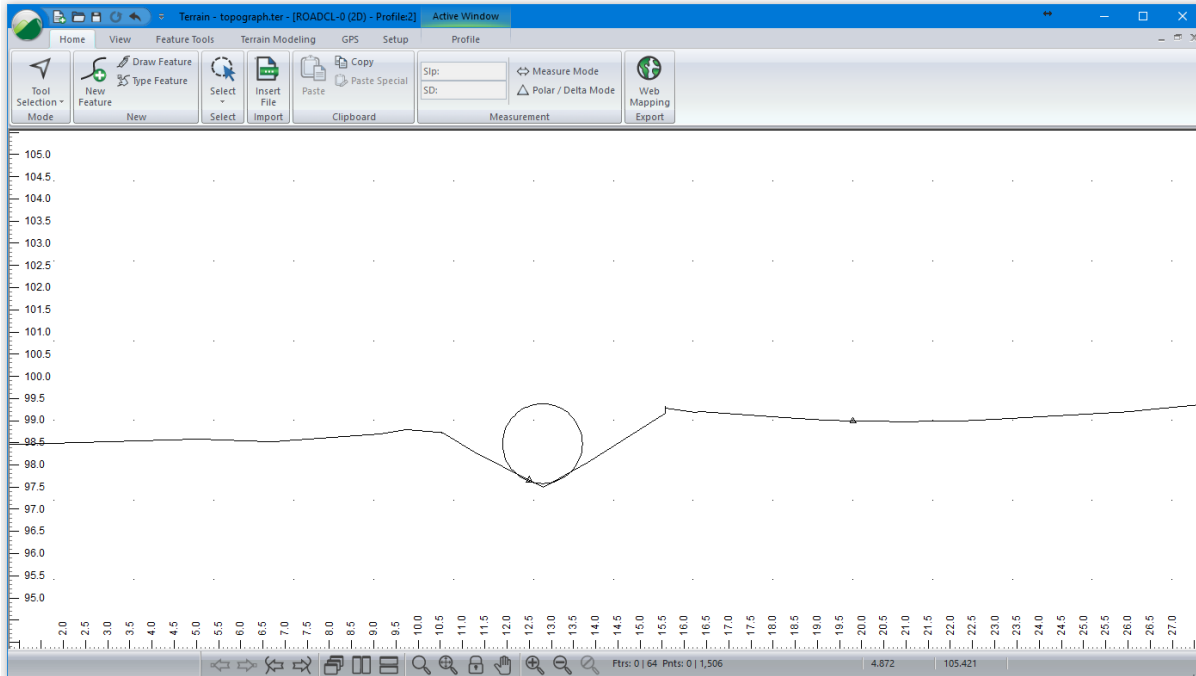 Terrain - topograph.ter - [ROADCL-0 (2D) - Profile:2]
Active Window
Home View Feature Tools Terrain Modeling GPS Setup Profile
Tool Selection
Mode
New Feature
Draw Feature
Type Feature
New
Select
Select
Insert File
Import
Paste
Copy
Paste Special
Clipboard
Slp:
SD:
Measure Mode
Polar / Delta Mode
Measurement
Web Mapping
Export
105.0
104.5
104.0
103.5
103.0
102.5
102.0
101.5
101.0
100.5
100.0
99.5
99.0
98.5
98.0
97.5
97.0
96.5
96.0
95.5
95.0
2.0 2.5 3.0 3.5 4.0 4.5 5.0 5.5 6.0 6.5 7.0 7.5 8.0 8.5 9.0 9.5 10.0 10.5 11.0 11.5 12.0 12.5 13.0 13.5 14.0 14.5 15.0 15.5 16.0 16.5 17.0 17.5 18.0 18.5 19.0 19.5 20.0 20.5 21.0 21.5 22.0 22.5 23.0 23.5 24.0 24.5 25.0 25.5 26.0 26.5 27.0
Ftrs: 0 | 64 Pnts: 0 | 1,506
4.872
105.421